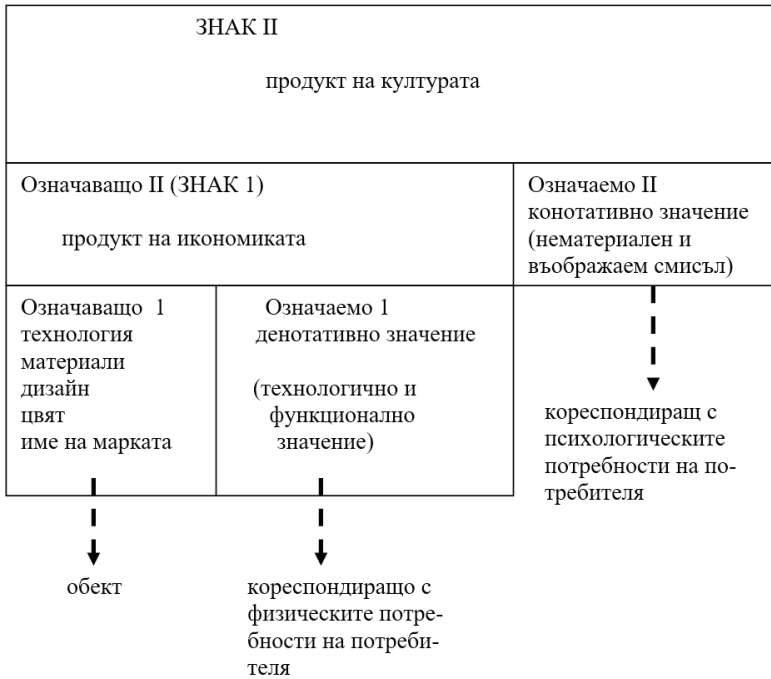 ЗНАК II
продукт на културата
Означаващо II (ЗНАК 1)
продукт на икономиката
Означаемо II
конотативно значение
(нематериален и
въображаем смисъл)
Означаващо 1
технология
материали
дизайн
цвят
име на марката
Означаемо 1
денотативно значение
(технологично и
функционално
значение)
кореспондиращ с
психологическите
потребности на по-
требителя
обект
кореспондиращо с
физическите потре-
бности на потреби-
теля